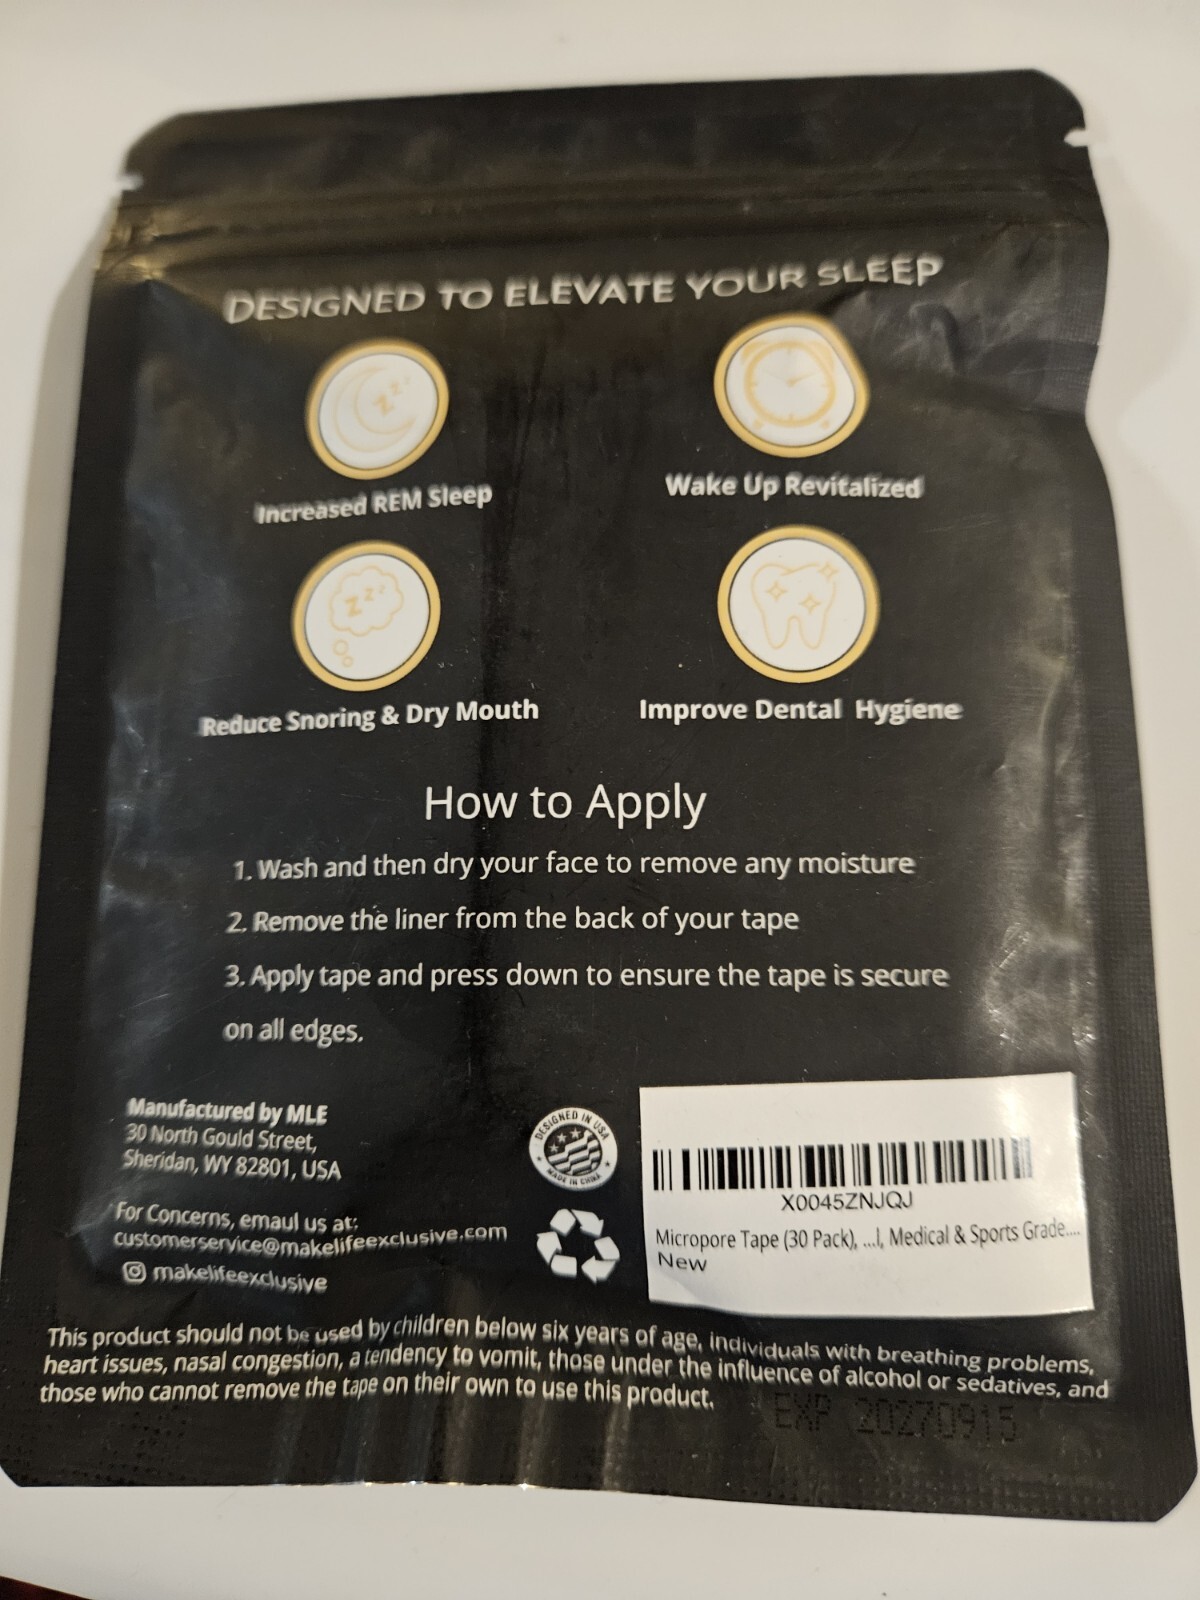 DESIGNED TO ELEVATE YOUR SLEEP
z z z
Increased REM Sleep
Wake Up Revitalized
z z z
Reduce Snoring & Dry Mouth
Improve Dental Hygiene
How to Apply
1. Wash and then dry your face to remove any moisture
2. Remove the liner from the back of your tape
3. Apply tape and press down to ensure the tape is secure
on all edges.
Manufactured by MLE
30 North Gould Street,
Sheridan, WY 82801, USA
For Concerns, emaul us at:
customerservice@makelifeexclusive.com
makelifeexclusive
DESIGNED IN USA
MADE IN CHINA
X0045ZNJQJ
Micropore Tape (30 Pack), ...l, Medical & Sports Grade....
New
This product should not be used by children below six years of age, individuals with breathing problems,
heart issues, nasal congestion, a tendency to vomit, those under the influence of alcohol or sedatives, and
those who cannot remove the tape on their own to use this product.
EXP 20270915